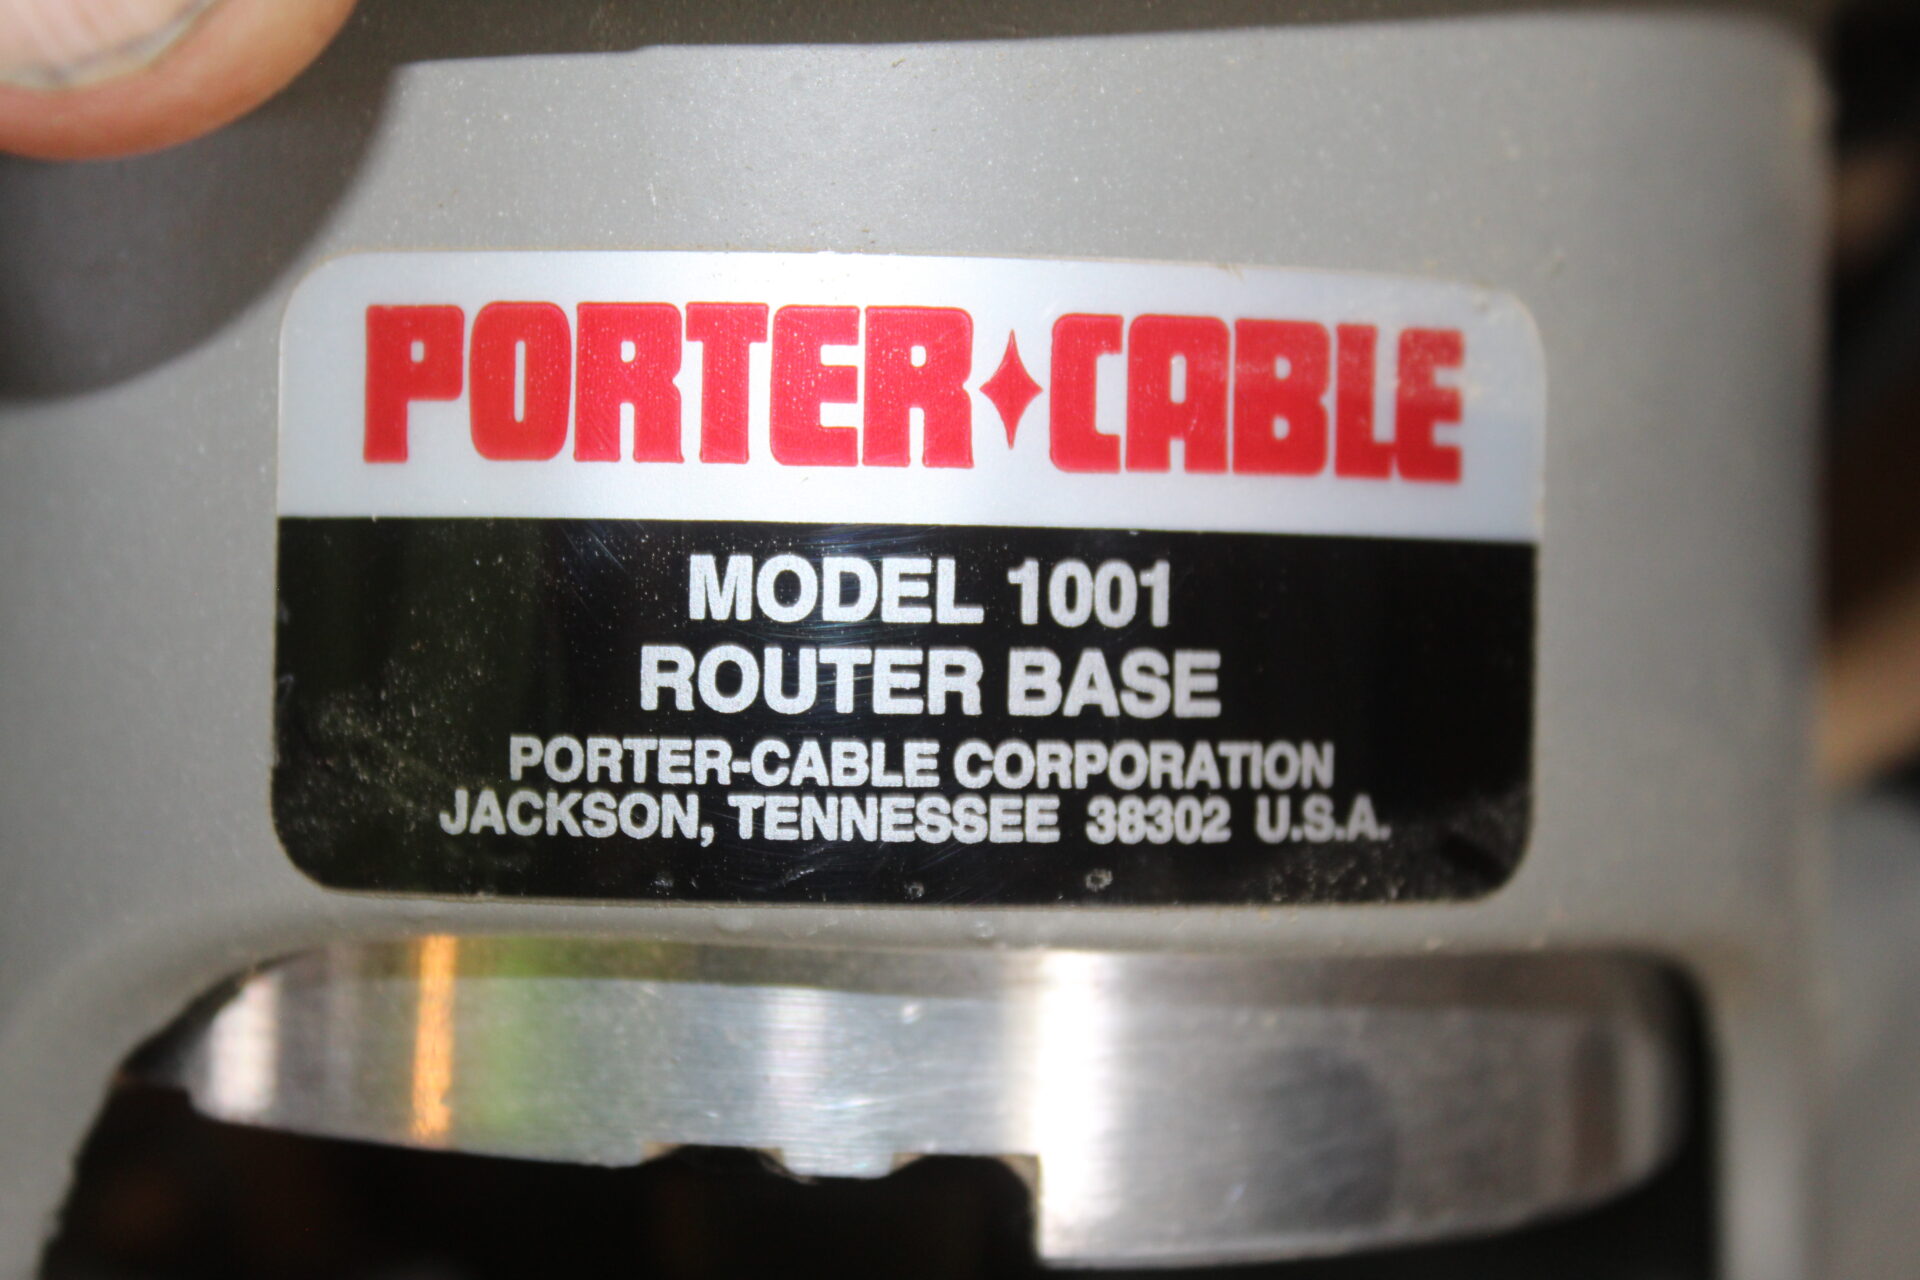 PORTER✦CABLE
MODEL 1001
ROUTER BASE
PORTER-CABLE CORPORATION
JACKSON, TENNESSEE 38302 U.S.A.